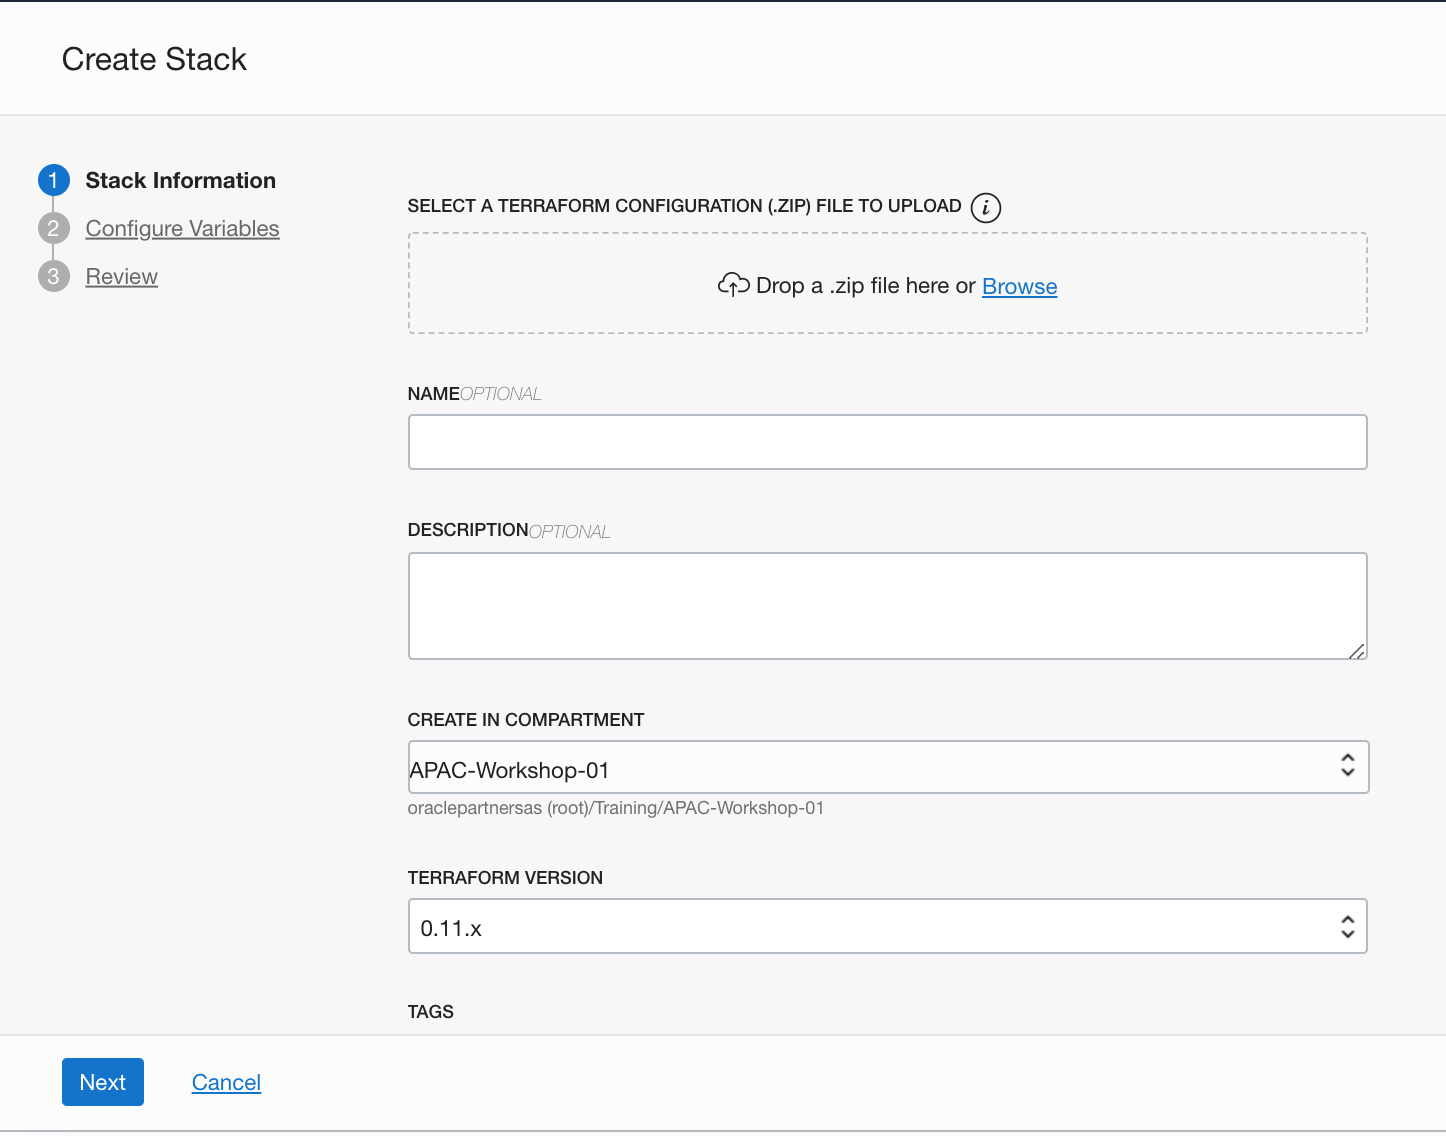 Create Stack
1 Stack Information
2 Configure Variables
3 Review
SELECT A TERRAFORM CONFIGURATION (.ZIP) FILE TO UPLOAD i
Drop a .zip file here or Browse
NAMEOPTIONAL
DESCRIPTIONOPTIONAL
CREATE IN COMPARTMENT
APAC-Workshop-01
oraclepartnersas (root)/Training/APAC-Workshop-01
TERRAFORM VERSION
0.11.x
TAGS
Next Cancel